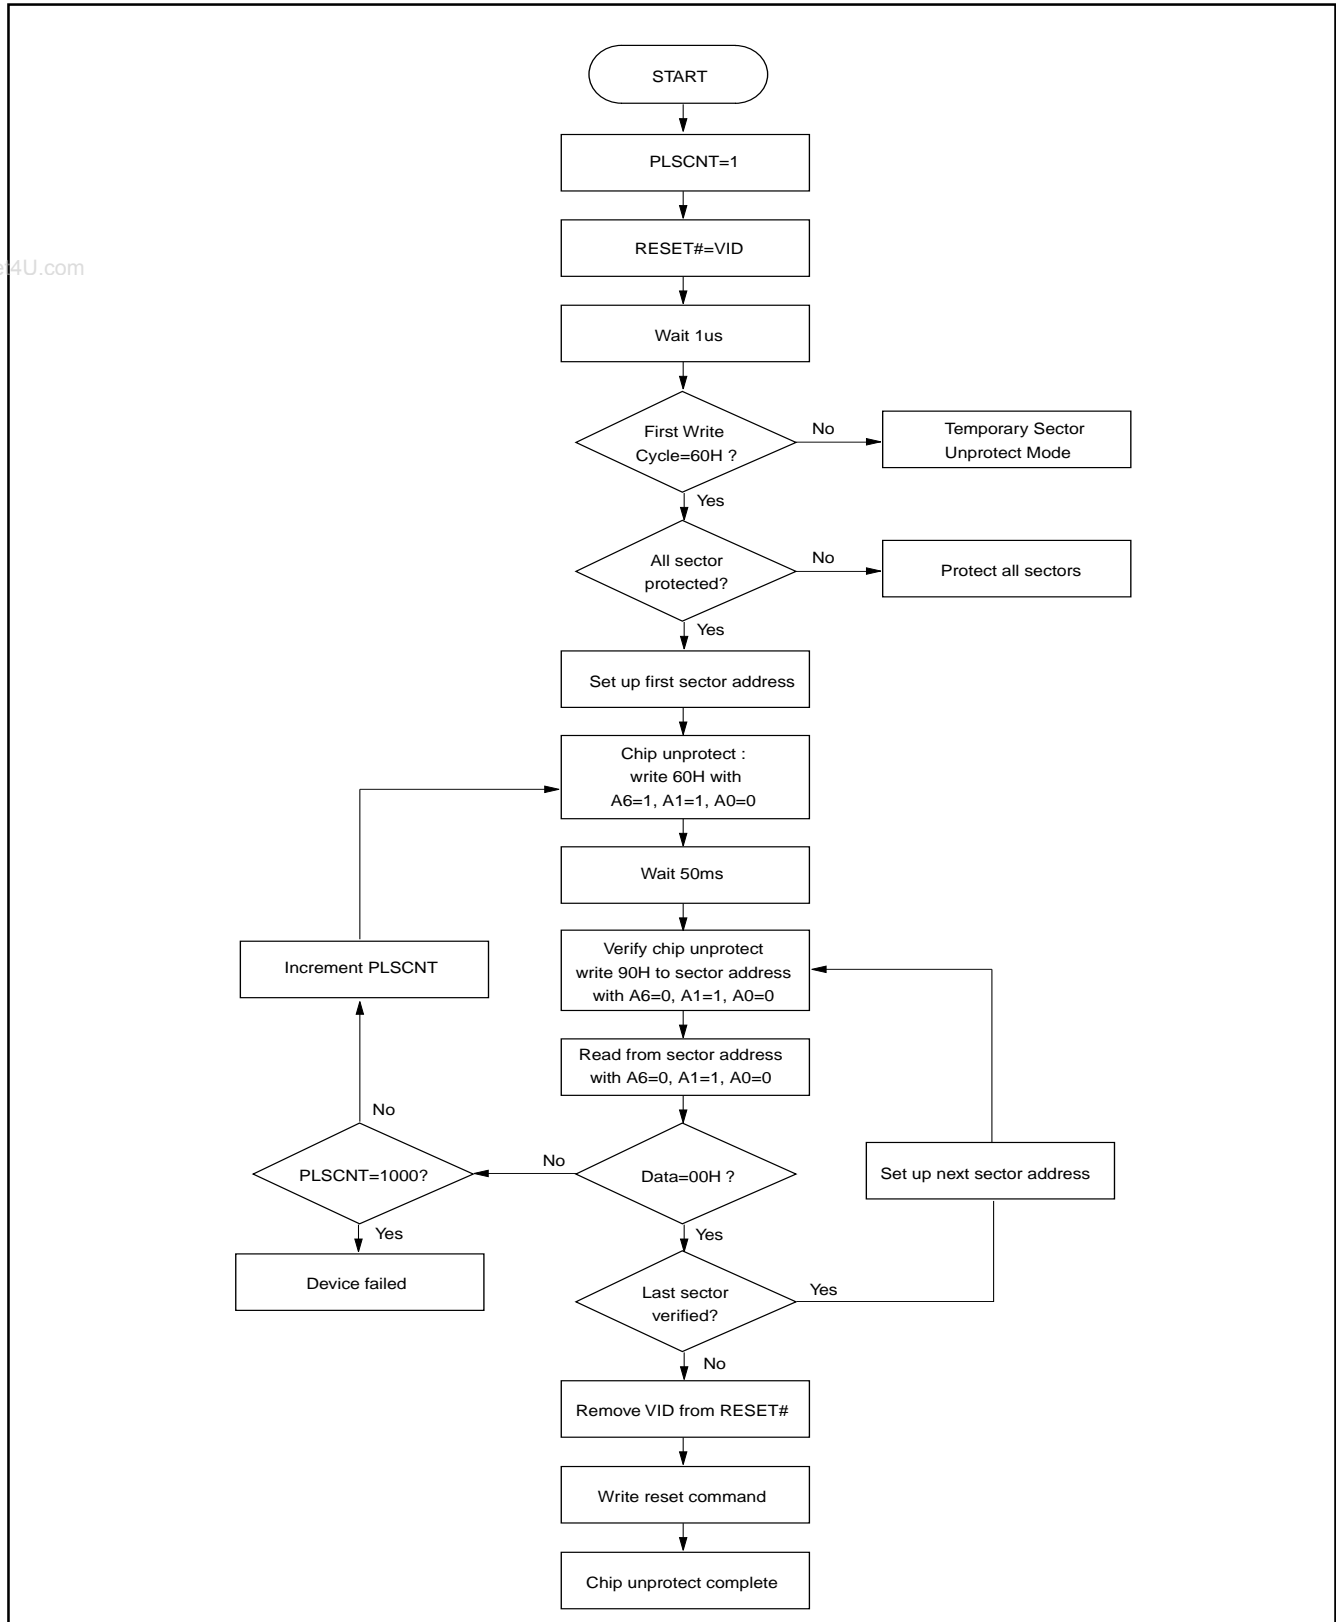 START
PLSCNT=1
RESET#=VID
Wait 1us
First Write
Cycle=60H ?
No
Temporary Sector
Unprotect Mode
Yes
All sector
protected?
No
Protect all sectors
Yes
Set up first sector address
Chip unprotect :
write 60H with
A6=1, A1=1, A0=0
Wait 50ms
Increment PLSCNT
Verify chip unprotect
write 90H to sector address
with A6=0, A1=1, A0=0
Read from sector address
with A6=0, A1=1, A0=0
No
PLSCNT=1000?
No
Data=00H ?
Set up next sector address
Yes
Device failed
Yes
Last sector
verified?
Yes
No
Remove VID from RESET#
Write reset command
Chip unprotect complete
4U.com